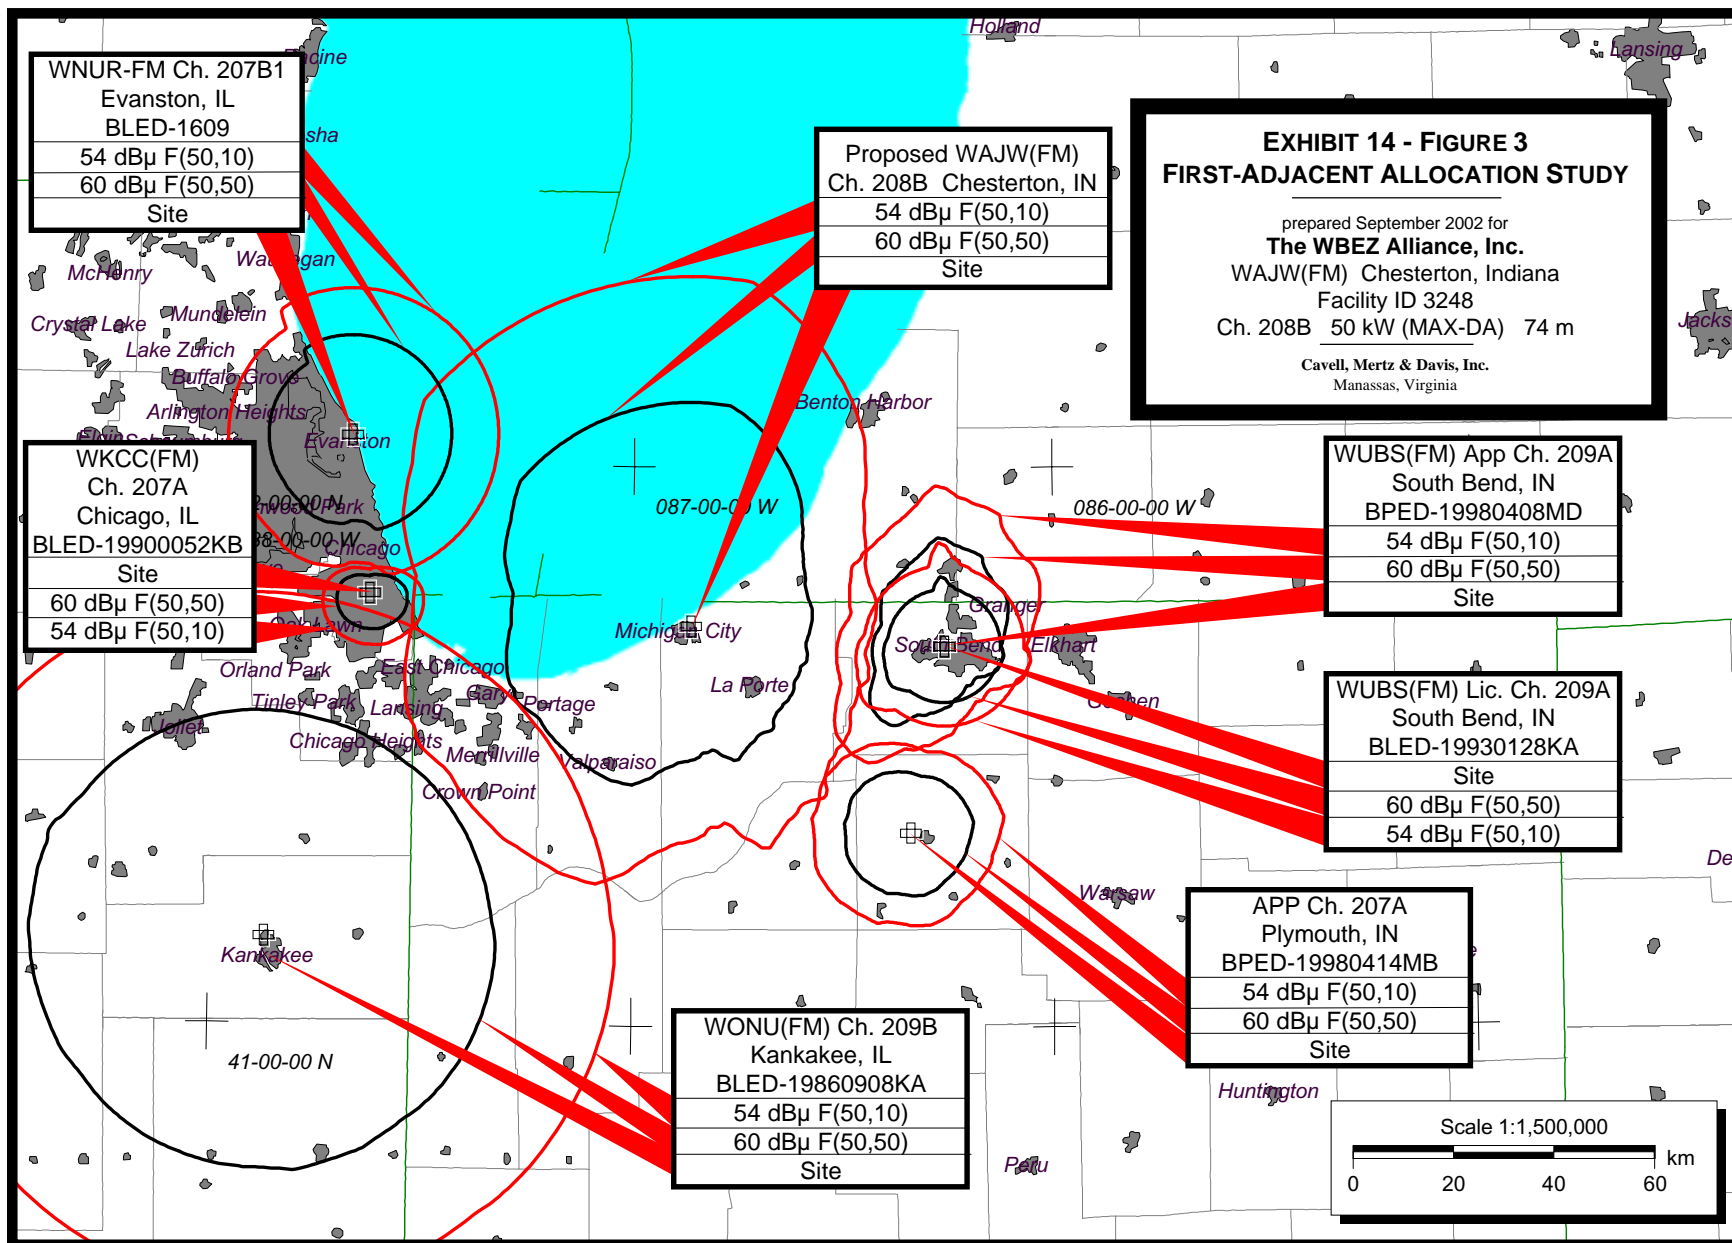 Holland
Lansing
WNUR-FM Ch. 207B1
Evanston, IL
BLED-1609
54 dBµ F(50,10)
60 dBµ F(50,50)
Site
Proposed WAJW(FM)
Ch. 208B Chesterton, IN
54 dBµ F(50,10)
60 dBµ F(50,50)
Site
EXHIBIT 14 - FIGURE 3
FIRST-ADJACENT ALLOCATION STUDY
prepared September 2002 for
The WBEZ Alliance, Inc.
WAJW(FM) Chesterton, Indiana
Facility ID 3248
Ch. 208B 50 kW (MAX-DA) 74 m
Cavell, Mertz & Davis, Inc.
Manassas, Virginia
McHenry
Waukegan
Crystal Lake
Mundelein
Lake Zurich
Buffalo Grove
Arlington Heights
Elgin
Evanston
Benton Harbor
WKCC(FM)
Ch. 207A
Chicago, IL
BLED-19900052KB
Site
60 dBµ F(50,50)
54 dBµ F(50,10)
Chicago
Oak Lawn
087-00-00 W
086-00-00 W
WUBS(FM) App Ch. 209A
South Bend, IN
BPED-19980408MD
54 dBµ F(50,10)
60 dBµ F(50,50)
Site
Granger
Michigan City
South Bend
Elkhart
Goshen
Orland Park
East Chicago
Tinley Park
Lansing
Gary
Portage
La Porte
Joliet
Chicago Heights
Merrillville
Valparaiso
Crown Point
WUBS(FM) Lic. Ch. 209A
South Bend, IN
BLED-19930128KA
Site
60 dBµ F(50,50)
54 dBµ F(50,10)
Warsaw
APP Ch. 207A
Plymouth, IN
BPED-19980414MB
54 dBµ F(50,10)
60 dBµ F(50,50)
Site
Kankakee
41-00-00 N
WONU(FM) Ch. 209B
Kankakee, IL
BLED-19860908KA
54 dBµ F(50,10)
60 dBµ F(50,50)
Site
Huntington
Peru
Scale 1:1,500,000
km
0 20 40 60